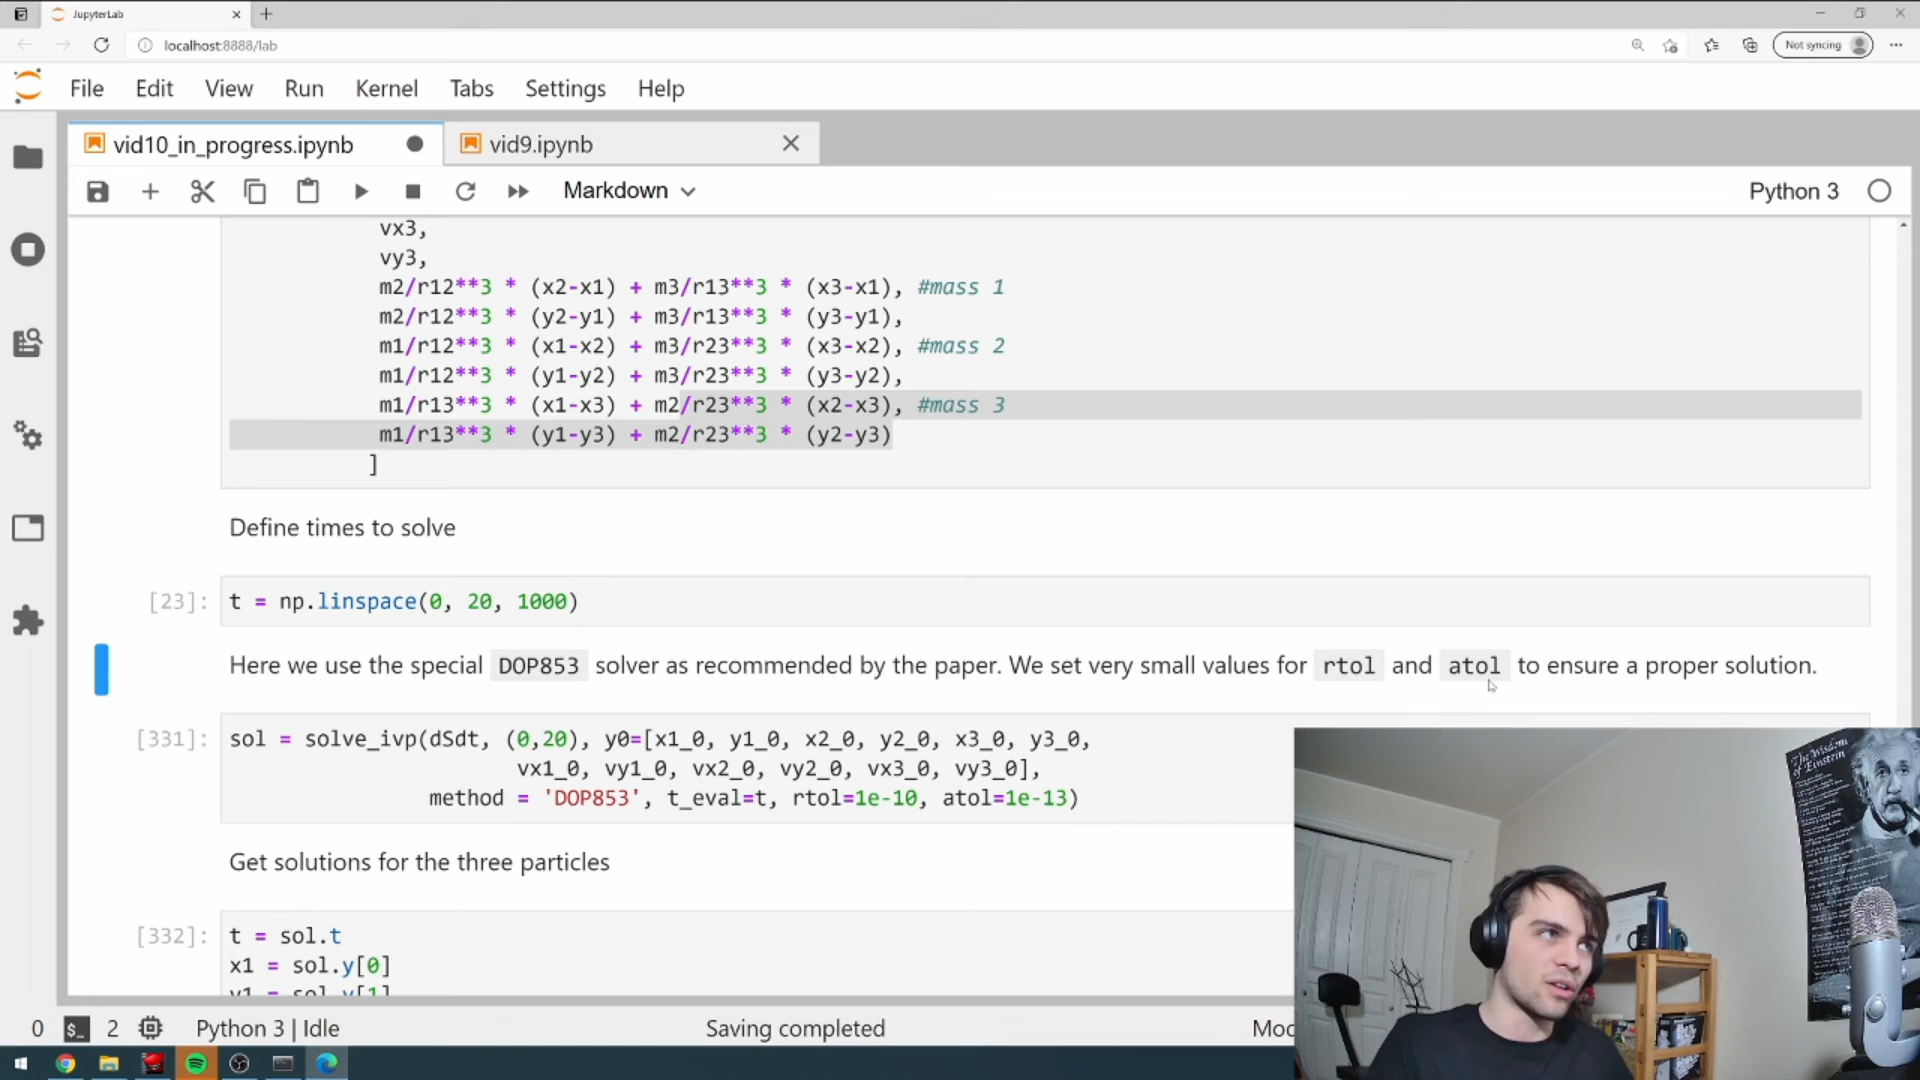 JupyterLab
localhost:8888/lab
Not syncing
File Edit View Run Kernel Tabs Settings Help
vid10_in_progress.ipynb
vid9.ipynb
Markdown
Python 3
vx3,
vy3,
m2/r12**3 * (x2-x1) + m3/r13**3 * (x3-x1), #mass 1
m2/r12**3 * (y2-y1) + m3/r13**3 * (y3-y1),
m1/r12**3 * (x1-x2) + m3/r23**3 * (x3-x2), #mass 2
m1/r12**3 * (y1-y2) + m3/r23**3 * (y3-y2),
m1/r13**3 * (x1-x3) + m2/r23**3 * (x2-x3), #mass 3
m1/r13**3 * (y1-y3) + m2/r23**3 * (y2-y3)
]
Define times to solve
[23]: t = np.linspace(0, 20, 1000)
Here we use the special DOP853 solver as recommended by the paper. We set very small values for rtol and atol to ensure a proper solution.
[331]: sol = solve_ivp(dSdt, (0,20), y0=[x1_0, y1_0, x2_0, y2_0, x3_0, y3_0,
vx1_0, vy1_0, vx2_0, vy2_0, vx3_0, vy3_0],
method = 'DOP853', t_eval=t, rtol=1e-10, atol=1e-13)
Get solutions for the three particles
[332]: t = sol.t
x1 = sol.y[0]
y1 = sol.y[1]
The Wisdom
of Einstein
0 $_ 2 Python 3 | Idle Saving completed